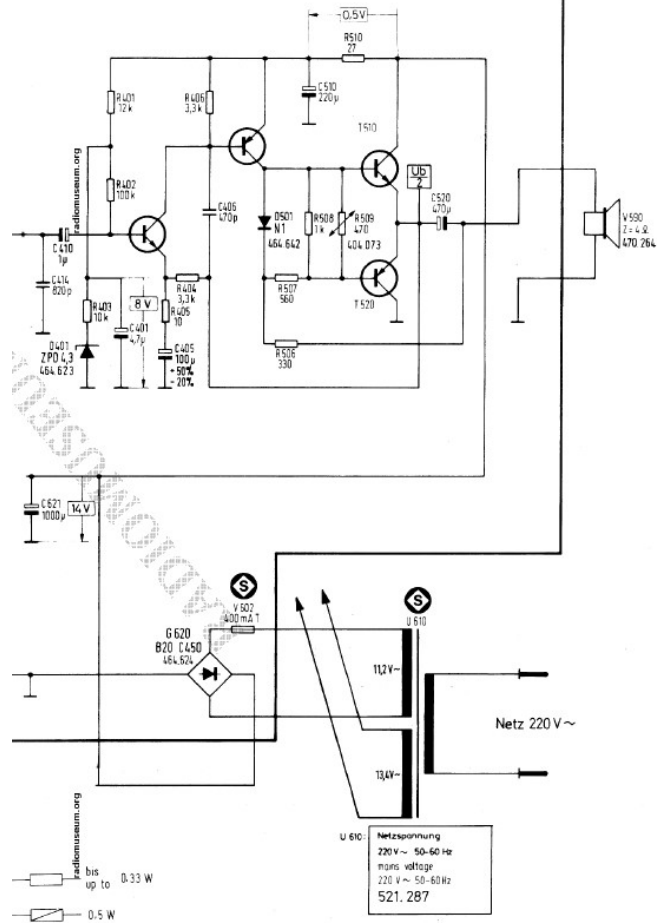 0,5V
R510
27
R401
12k
R406
3,3k
C510
220µ
T510
radiomuseum.org
R402
100k
Ub
2
C520
470µ
C410
1µ
C406
470p
D501
N1
464.642
R508
1k
R509
470
404.073
V590
Z=4Ω
470.264
C414
820p
R404
3,3k
R507
560
T520
R403
10k
8V
R405
10
D401
ZPD 4,3
464.623
C401
4,7µ
C405
100µ
+50%
-20%
R506
330
C621
1000µ
14V
S
V602
400mA T
S
U610
G620
B20 C450
464.624
11,2V~
Netz 220V~
13,4V~
radiomuseum.org
U 610:
Netzspannung
220V~ 50-60Hz
mains voltage
220V~ 50-60Hz
521.287
bis
up to
0.33 W
0.5 W